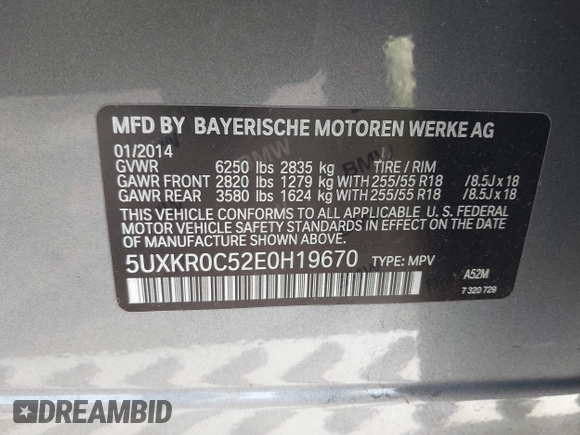 MFD BY BAYERISCHE MOTOREN WERKE AG
01/2014
GVWR 6250 lbs 2835 kg TIRE / RIM
GAWR FRONT 2820 lbs 1279 kg WITH 255/55 R18 /8.5J x 18
GAWR REAR 3580 lbs 1624 kg WITH 255/55 R18 /8.5J x 18
THIS VEHICLE CONFORMS TO ALL APPLICABLE U. S. FEDERAL
MOTOR VEHICLE SAFETY STANDARDS IN EFFECT ON THE
DATE OF MANUFACTURE SHOWN ABOVE.
5UXKR0C52E0H19670 TYPE: MPV A52M
7 320 729
BMW
BMW
DREAMBID